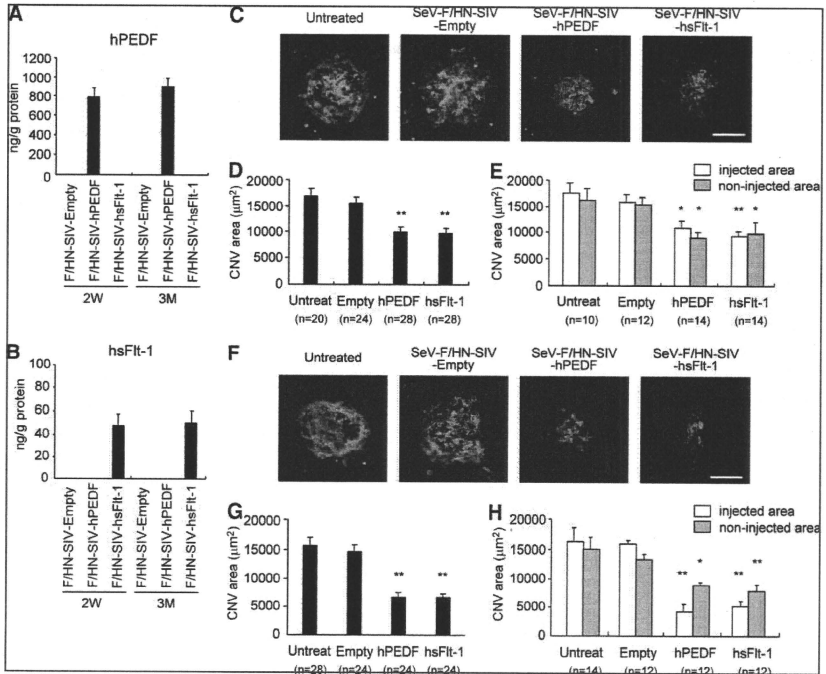 A
hPEDF
1200
1000
800
600
400
200
0
ng/g protein
F/HN-SIV-Empty
F/HN-SIV-hPEDF
F/HN-SIV-hsFlt-1
F/HN-SIV-Empty
F/HN-SIV-hPEDF
F/HN-SIV-hsFlt-1
2W
3M
B
hsFlt-1
100
80
60
40
20
0
ng/g protein
F/HN-SIV-Empty
F/HN-SIV-hPEDF
F/HN-SIV-hsFlt-1
F/HN-SIV-Empty
F/HN-SIV-hPEDF
F/HN-SIV-hsFlt-1
2W
3M
C
Untreated
SeV-F/HN-SIV
-Empty
SeV-F/HN-SIV
-hPEDF
SeV-F/HN-SIV
-hsFlt-1
D
20000
15000
10000
5000
0
CNV area (μm²)
** **
Untreat Empty hPEDF hsFlt-1
(n=20) (n=24) (n=28) (n=28)
E
injected area
non-injected area
20000
15000
10000
5000
0
CNV area (μm²)
* * ** *
Untreat Empty hPEDF hsFlt-1
(n=10) (n=12) (n=14) (n=14)
F
Untreated
SeV-F/HN-SIV
-Empty
SeV-F/HN-SIV
-hPEDF
SeV-F/HN-SIV
-hsFlt-1
G
20000
15000
10000
5000
0
CNV area (μm²)
** **
Untreat Empty hPEDF hsFlt-1
(n=28) (n=24) (n=24) (n=24)
H
injected area
non-injected area
20000
15000
10000
5000
0
CNV area (μm²)
** * ** **
Untreat Empty hPEDF hsFlt-1
(n=14) (n=12) (n=12) (n=12)